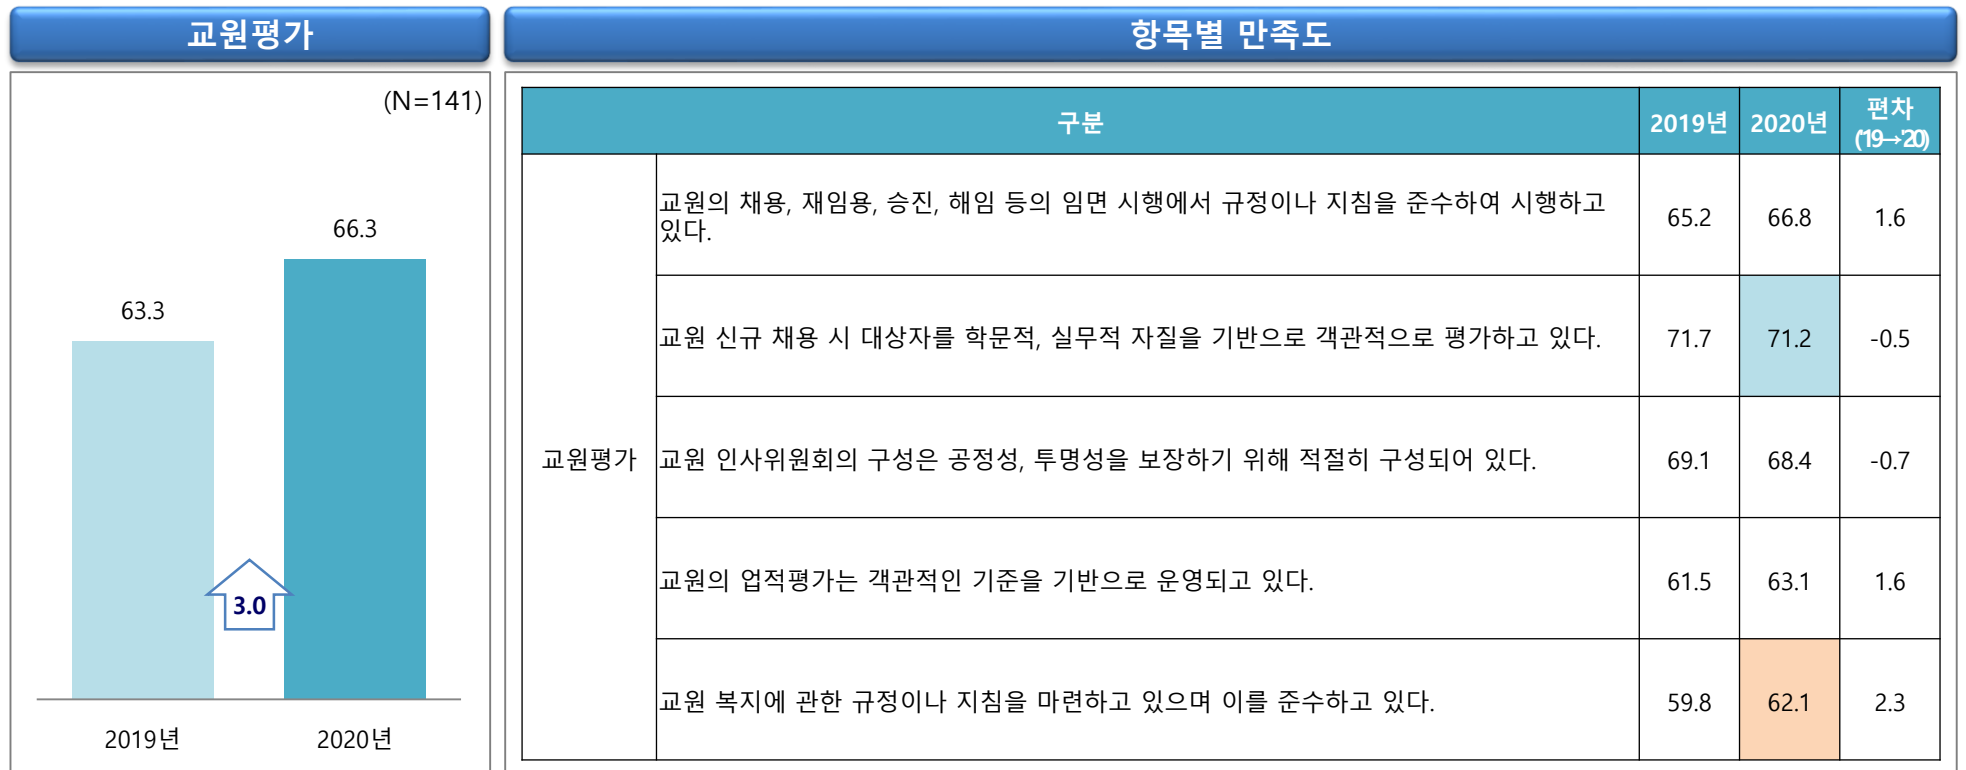 교원평가
항목별 만족도
(N=141)
66.3
63.3
3.0
2019년
2020년
구분
2019년
2020년
편차
('19→'20)
교원평가
교원의 채용, 재임용, 승진, 해임 등의 임면 시행에서 규정이나 지침을 준수하여 시행하고
있다.
65.2
66.8
1.6
교원 신규 채용 시 대상자를 학문적, 실무적 자질을 기반으로 객관적으로 평가하고 있다.
71.7
71.2
-0.5
교원 인사위원회의 구성은 공정성, 투명성을 보장하기 위해 적절히 구성되어 있다.
69.1
68.4
-0.7
교원의 업적평가는 객관적인 기준을 기반으로 운영되고 있다.
61.5
63.1
1.6
교원 복지에 관한 규정이나 지침을 마련하고 있으며 이를 준수하고 있다.
59.8
62.1
2.3